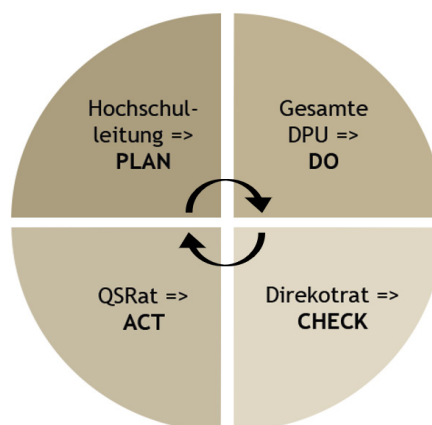 Hochschul-
leitung =>
PLAN
Gesamte
DPU =>
DO
QSRat =>
ACT
Direkotrat =>
CHECK